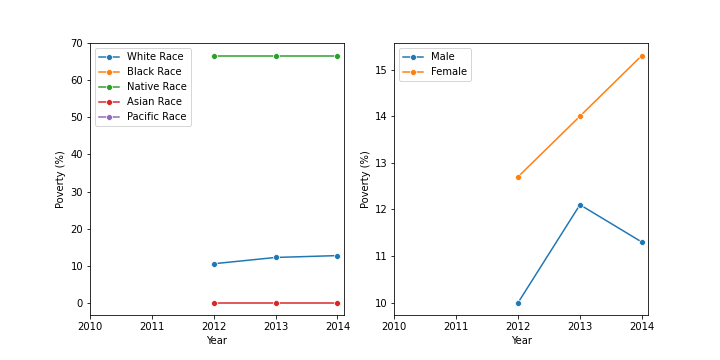 70
60
50
40
30
20
10
0
Poverty (%)
White Race
Black Race
Native Race
Asian Race
Pacific Race
2010 2011 2012 2013 2014
Year
15
14
13
12
11
10
Poverty (%)
Male
Female
2010 2011 2012 2013 2014
Year